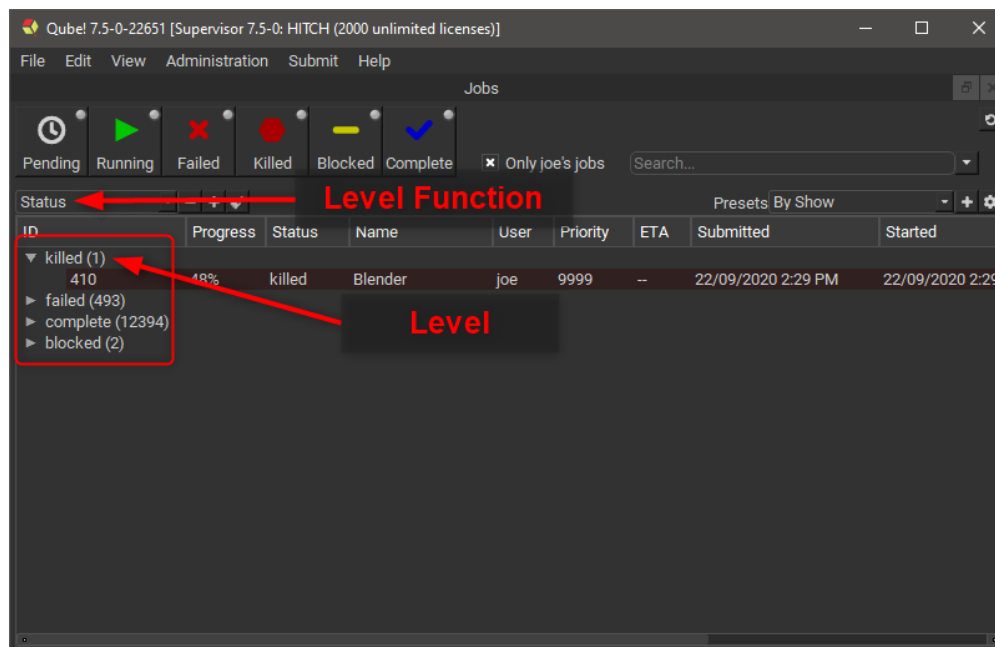 Qube! 7.5-0-22651 [Supervisor 7.5-0: HITCH (2000 unlimited licenses)]
File Edit View Administration Submit Help
Jobs
Pending Running Failed Killed Blocked Complete Only joe's jobs Search...
Status Level Function Presets By Show
ID Progress Status Name User Priority ETA Submitted Started
killed (1)
410 48% killed Blender joe 9999 -- 22/09/2020 2:29 PM 22/09/2020 2:29
failed (493)
Level
complete (12394)
blocked (2)